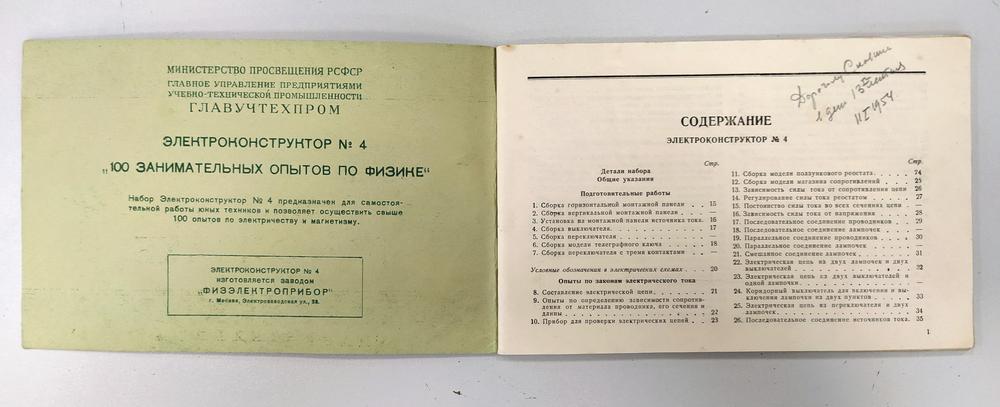 МИНИСТЕРСТВО ПРОСВЕЩЕНИЯ РСФСР
ГЛАВНОЕ УПРАВЛЕНИЕ ПРЕДПРИЯТИЯМИ
УЧЕБНО-ТЕХНИЧЕСКОЙ ПРОМЫШЛЕННОСТИ
ГЛАВУЧТЕХПРОМ
ЭЛЕКТРОКОНСТРУКТОР № 4
„100 ЗАНИМАТЕЛЬНЫХ ОПЫТОВ ПО ФИЗИКЕ“
Набор Электроконструктор № 4 предназначен для самостоя-
тельной работы юных техников и позволяет осуществить свыше
100 опытов по электричеству и магнетизму.
ЭЛЕКТРОКОНСТРУКТОР № 4
изготовляется заводом
„ФИЗЭЛЕКТРОПРИБОР“
г. Москва, Электрозаводская ул.,
Дорогому
в день 13
1954
СОДЕРЖАНИЕ
ЭЛЕКТРОКОНСТРУКТОР № 4
Стр.
Детали набора
Общие указания
Подготовительные работы
1. Сборка горизонтальной монтажной панели . . 15
2. Сборка вертикальной монтажной панели . . . . —
3. Установка на монтажной панели источника тока. 16
4. Сборка выключателя. . . . . . . . . . 17
5. Сборка переключателя. . . . . . . . . . —
6. Сборка модели телеграфного ключа . . . . 18
7. Сборка переключателя с тремя контактами . . —
Условные обозначения в электрических схемах . . 20
Опыты по законам электрического тока
8. Составление электрической цепи. . . . . . 21
9. Опыты по определению зависимости сопротив-
ления от материала проводника, его сечения и
длины . . . . . . . . . . . . . . 22
10. Прибор для проверки электрических цепей . . 23
Стр.
11. Сборка модели ползункового реостата. . . . 24
12. Сборка модели магазина сопротивлений . . . 25
13. Зависимость силы тока от сопротивления цепи 26
14. Регулирование силы тока реостатом . . . . 27
15. Постоянство силы тока во всех сечениях цепи . —
16. Зависимость силы тока от напряжения . . . 28
17. Последовательное соединение проводников . . 29
18. Последовательное соединение лампочек . . . —
19. Параллельное соединение проводников . . . . 30
20. Параллельное соединение лампочек . . . . —
21. Смешанное соединение лампочек . . . . . 31
22. Электрическая цепь из двух лампочек и двух
выключателей . . . . . . . . . . . . 32
23. Электрическая цепь из двух выключателей и
одной лампочки. . . . . . . . . . . . —
24. Коридорный выключатель для включения и вы-
ключения лампочки из двух пунктов . . . . 33
25. Электрическая цепь из переключателя и двух
лампочек. . . . . . . . . . . . . . 34
26. Последовательное соединение источников тока. 35
1